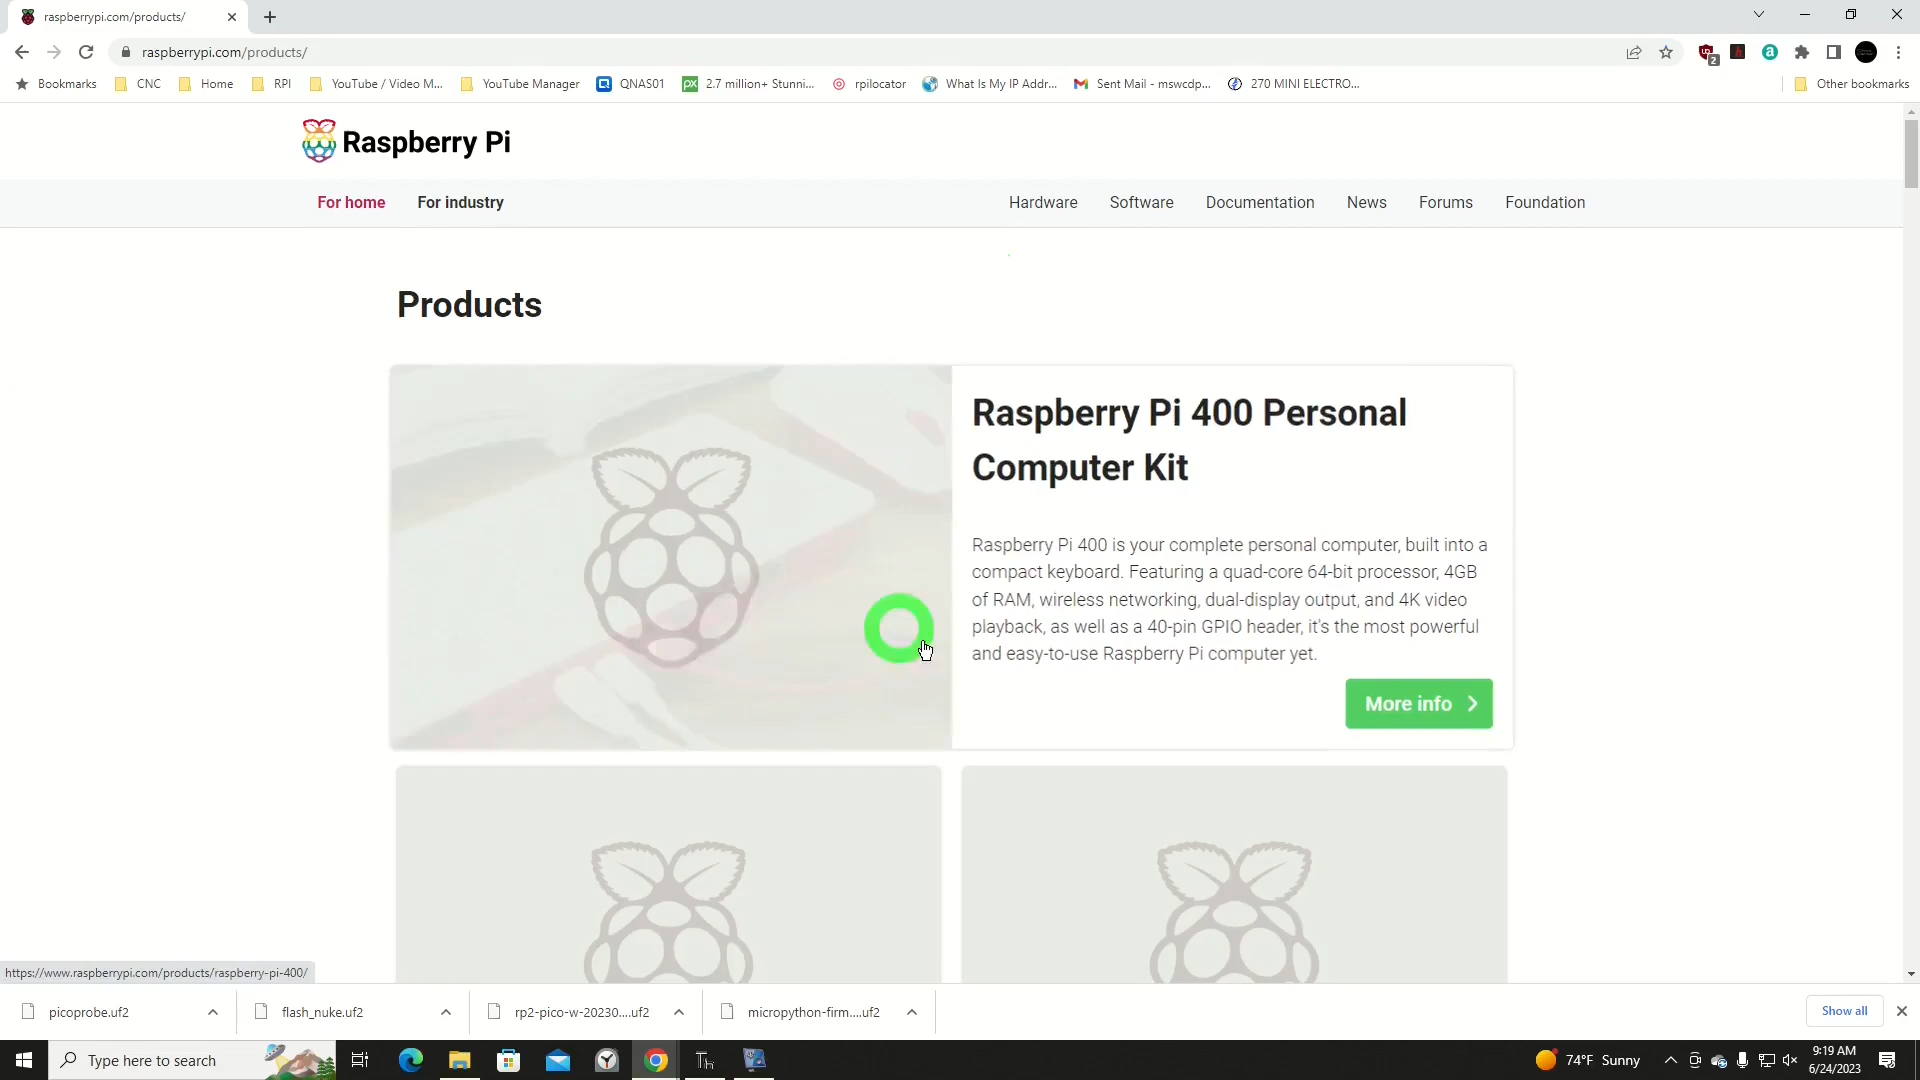 raspberrypi.com/products/
raspberrypi.com/products/
2
Bookmarks
CNC
Home
RPI
YouTube / Video M...
YouTube Manager
QNAS01
2.7 million+ Stunni...
rpilocator
What Is My IP Addr...
Sent Mail - mswcdp...
270 MINI ELECTRO...
Other bookmarks
Raspberry Pi
For home
For industry
Hardware
Software
Documentation
News
Forums
Foundation
Products
Raspberry Pi 400 Personal
Computer Kit
Raspberry Pi 400 is your complete personal computer, built into a
compact keyboard. Featuring a quad-core 64-bit processor, 4GB
of RAM, wireless networking, dual-display output, and 4K video
playback, as well as a 40-pin GPIO header, it's the most powerful
and easy-to-use Raspberry Pi computer yet.
More info
https://www.raspberrypi.com/products/raspberry-pi-400/
picoprobe.uf2
flash_nuke.uf2
rp2-pico-w-20230....uf2
micropython-firm....uf2
Show all
Type here to search
74°F Sunny
9:19 AM
6/24/2023